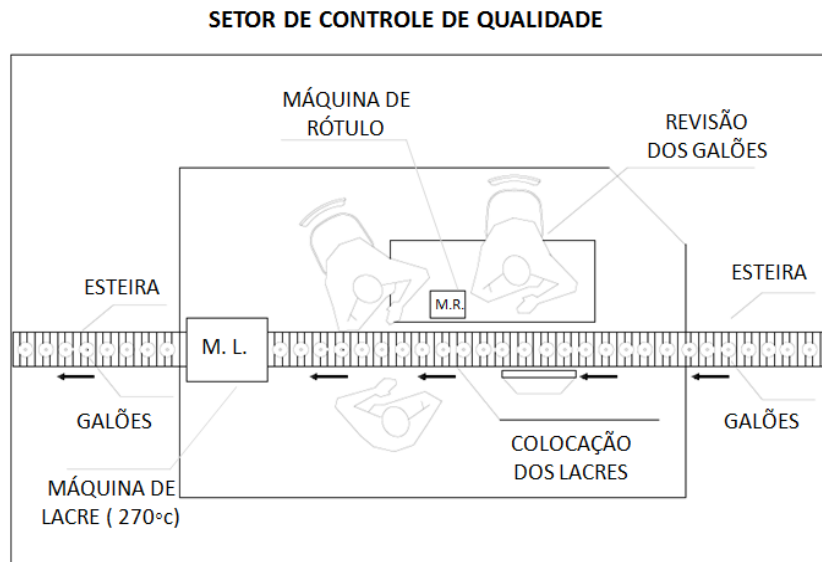 SETOR DE CONTROLE DE QUALIDADE
MÁQUINA DE
RÓTULO
REVISÃO
DOS GALÕES
ESTEIRA
ESTEIRA
M.R.
M. L.
GALÕES
GALÕES
COLOCAÇÃO
DOS LACRES
MÁQUINA DE
LACRE ( 270°c)